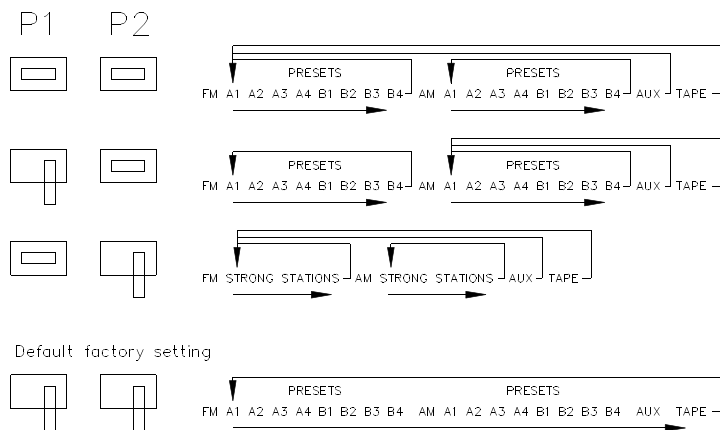 P1 P2
PRESETS PRESETS
FM A1 A2 A3 A4 B1 B2 B3 B4 AM A1 A2 A3 A4 B1 B2 B3 B4 AUX TAPE
PRESETS PRESETS
FM A1 A2 A3 A4 B1 B2 B3 B4 AM A1 A2 A3 A4 B1 B2 B3 B4 AUX TAPE
FM STRONG STATIONS AM STRONG STATIONS AUX TAPE
Default factory setting
PRESETS PRESETS
FM A1 A2 A3 A4 B1 B2 B3 B4 AM A1 A2 A3 A4 B1 B2 B3 B4 AUX TAPE